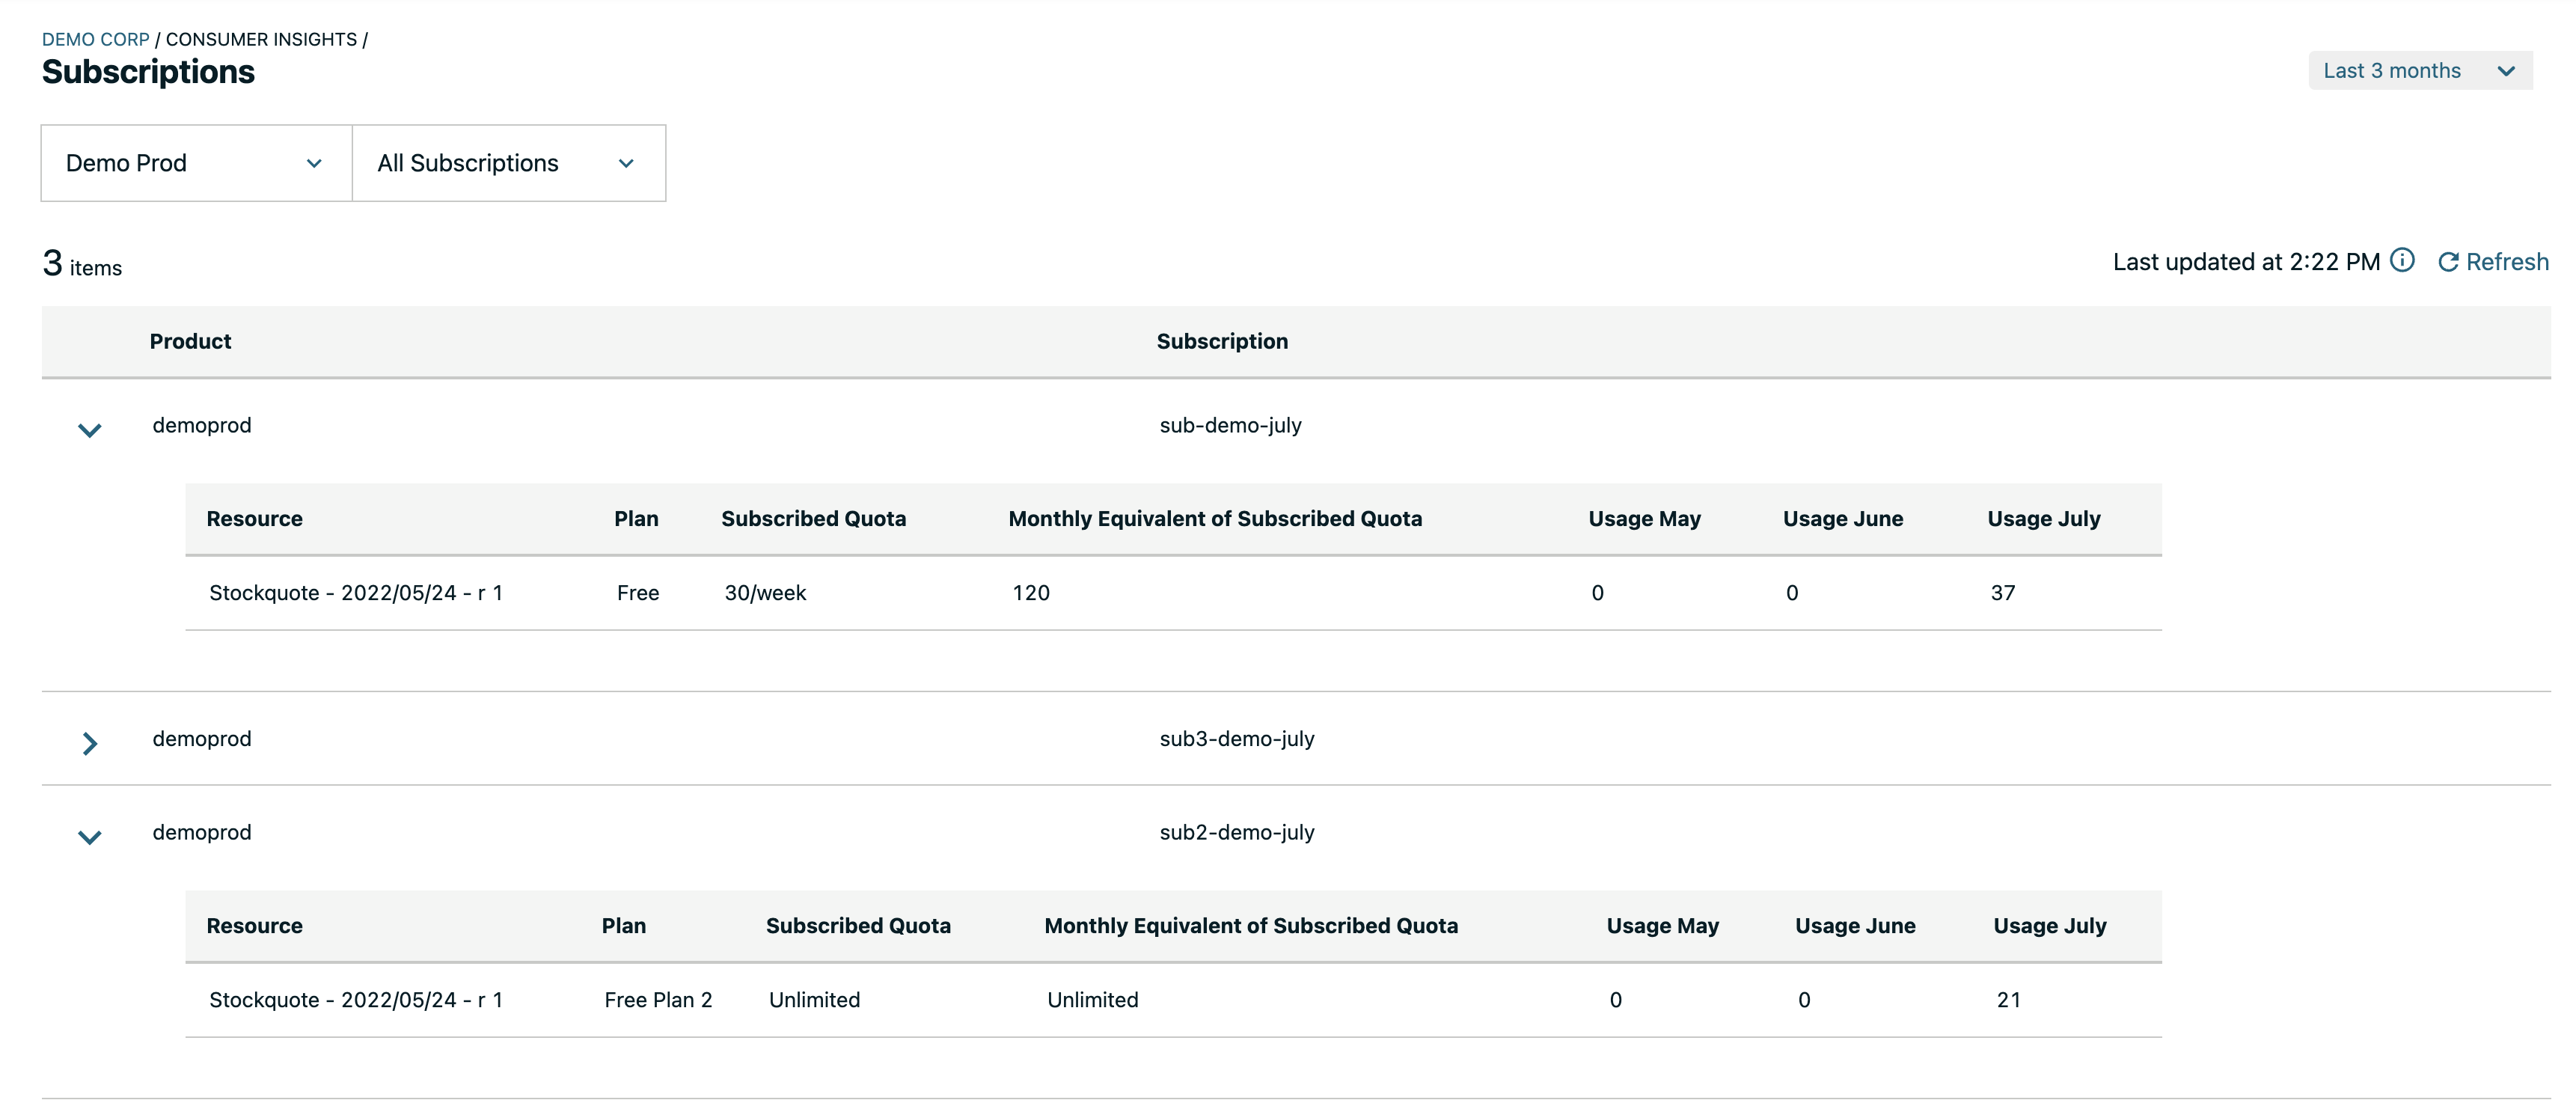 DEMO CORP / CONSUMER INSIGHTS /
Subscriptions
Last 3 months
Demo Prod All Subscriptions
3 items
Last updated at 2:22 PM Refresh
Product Subscription
demoprod sub-demo-july
Resource Plan Subscribed Quota Monthly Equivalent of Subscribed Quota Usage May Usage June Usage July
Stockquote - 2022/05/24 - r 1 Free 30/week 120 0 0 37
demoprod sub3-demo-july
demoprod sub2-demo-july
Resource Plan Subscribed Quota Monthly Equivalent of Subscribed Quota Usage May Usage June Usage July
Stockquote - 2022/05/24 - r 1 Free Plan 2 Unlimited Unlimited 0 0 21